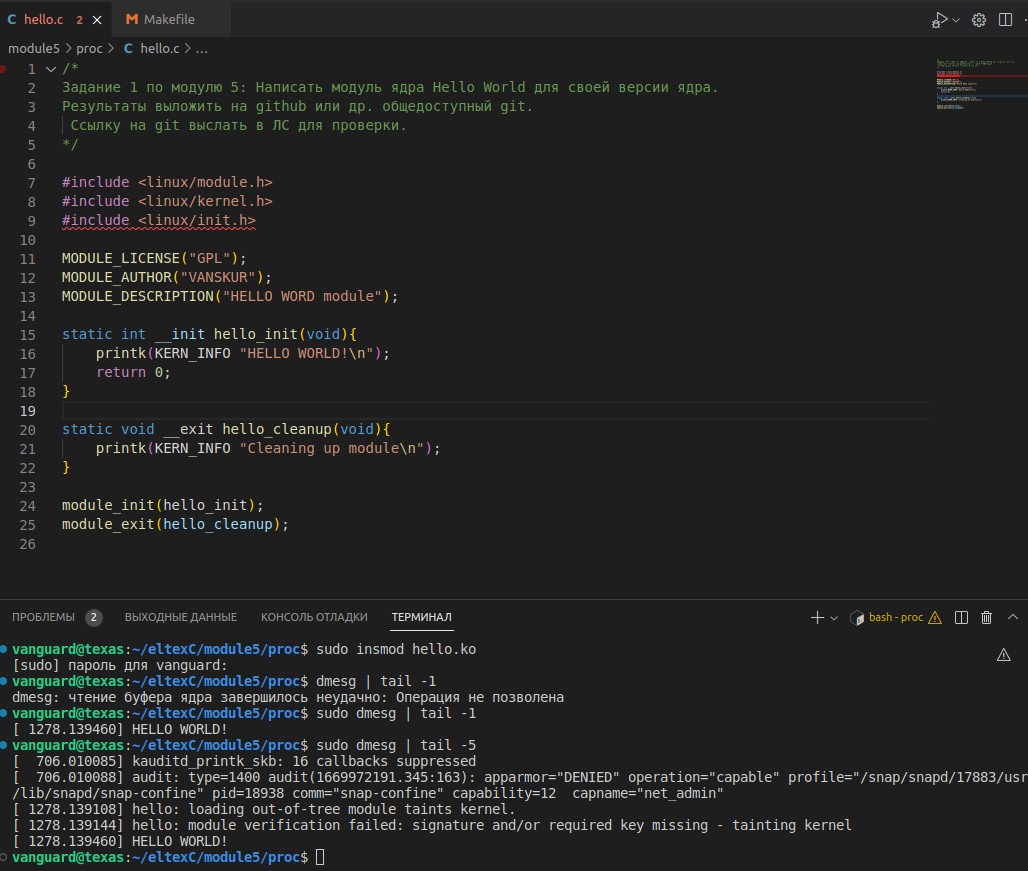 C hello.c 2 ×
M Makefile
module5 > proc > C hello.c > ...
1 /*
2 Задание 1 по модулю 5: Написать модуль ядра Hello World для своей версии ядра.
3 Результаты выложить на github или др. общедоступный git.
4 Ссылку на git выслать в ЛС для проверки.
5 */
6
7 #include <linux/module.h>
8 #include <linux/kernel.h>
9 #include <linux/init.h>
10
11 MODULE_LICENSE("GPL");
12 MODULE_AUTHOR("VANSKUR");
13 MODULE_DESCRIPTION("HELLO WORD module");
14
15 static int __init hello_init(void){
16 printk(KERN_INFO "HELLO WORLD!\n");
17 return 0;
18 }
19
20 static void __exit hello_cleanup(void){
21 printk(KERN_INFO "Cleaning up module\n");
22 }
23
24 module_init(hello_init);
25 module_exit(hello_cleanup);
26
ПРОБЛЕМЫ 2 ВЫХОДНЫЕ ДАННЫЕ КОНСОЛЬ ОТЛАДКИ ТЕРМИНАЛ
bash - proc
vanguard@texas:~/eltexC/module5/proc$ sudo insmod hello.ko
[sudo] пароль для vanguard:
vanguard@texas:~/eltexC/module5/proc$ dmesg | tail -1
dmesg: чтение буфера ядра завершилось неудачно: Операция не позволена
vanguard@texas:~/eltexC/module5/proc$ sudo dmesg | tail -1
[ 1278.139460] HELLO WORLD!
vanguard@texas:~/eltexC/module5/proc$ sudo dmesg | tail -5
[  706.010085] kauditd_printk_skb: 16 callbacks suppressed
[  706.010088] audit: type=1400 audit(1669972191.345:163): apparmor="DENIED" operation="capable" profile="/snap/snapd/17883/usr
/lib/snapd/snap-confine" pid=18938 comm="snap-confine" capability=12  capname="net_admin"
[ 1278.139108] hello: loading out-of-tree module taints kernel.
[ 1278.139144] hello: module verification failed: signature and/or required key missing - tainting kernel
[ 1278.139460] HELLO WORLD!
vanguard@texas:~/eltexC/module5/proc$